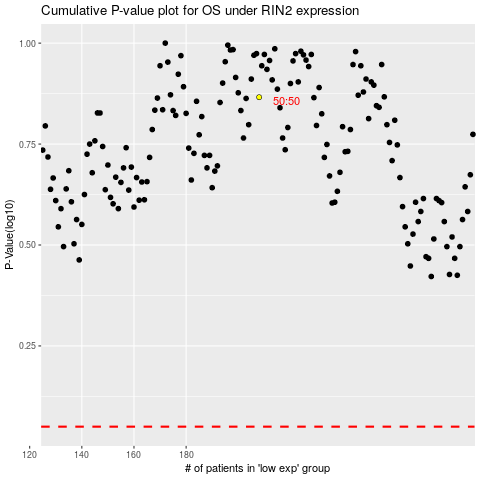 Cumulative P-value plot for OS under RIN2 expression
P-Value(log10)
1.00
0.75
0.50
0.25
50:50
120 140 160 180
# of patients in 'low exp' group